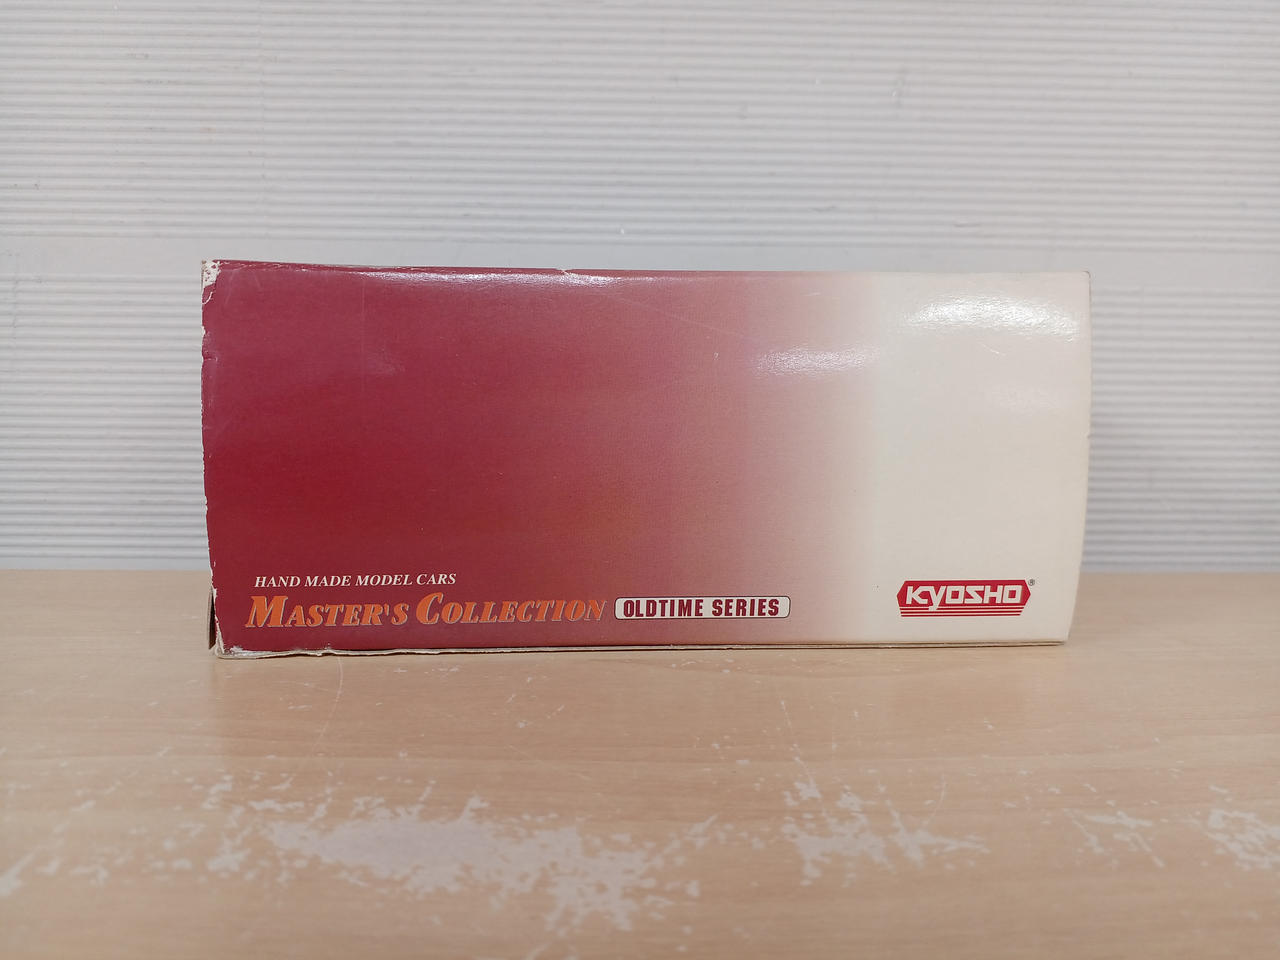 HAND MADE MODEL CARS
MASTER'S COLLECTION OLDTIME SERIES
KYOSHO®